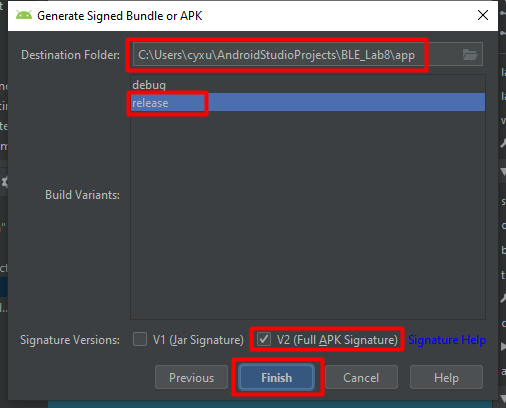 Generate Signed Bundle or APK
Destination Folder: C:\Users\cyxu\AndroidStudioProjects\BLE_Lab8\app
debug
release
Build Variants:
Signature Versions: V1 (Jar Signature) V2 (Full APK Signature) Signature Help
Previous Finish Cancel Help